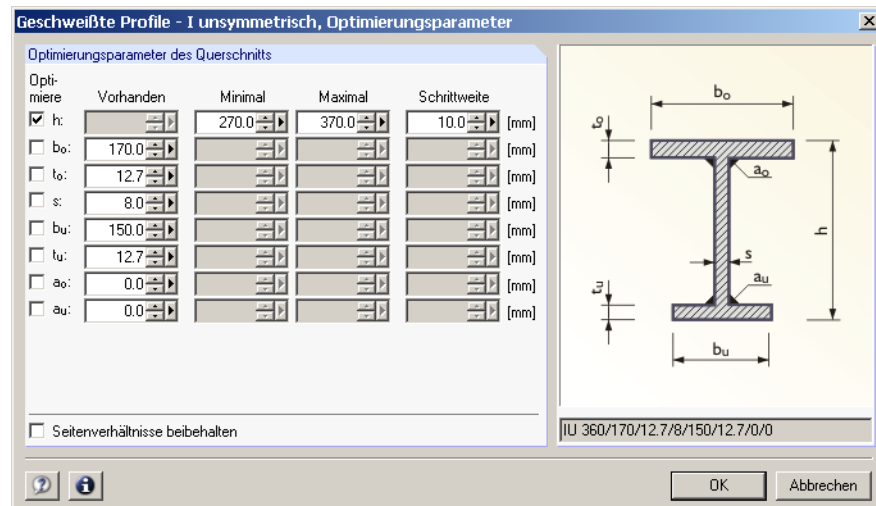 Geschweißte Profile - I unsymmetrisch, Optimierungsparameter
Optimierungsparameter des Querschnitts
Opti-
miere Vorhanden Minimal Maximal Schrittweite
h: 270.0 370.0 10.0 [mm]
bo: 170.0 [mm]
to: 12.7 [mm]
s: 8.0 [mm]
bu: 150.0 [mm]
tu: 12.7 [mm]
ao: 0.0 [mm]
au: 0.0 [mm]
Seitenverhältnisse beibehalten
bo
to
ao
h
s
au
tu
bu
IU 360/170/12.7/8/150/12.7/0/0
OK Abbrechen